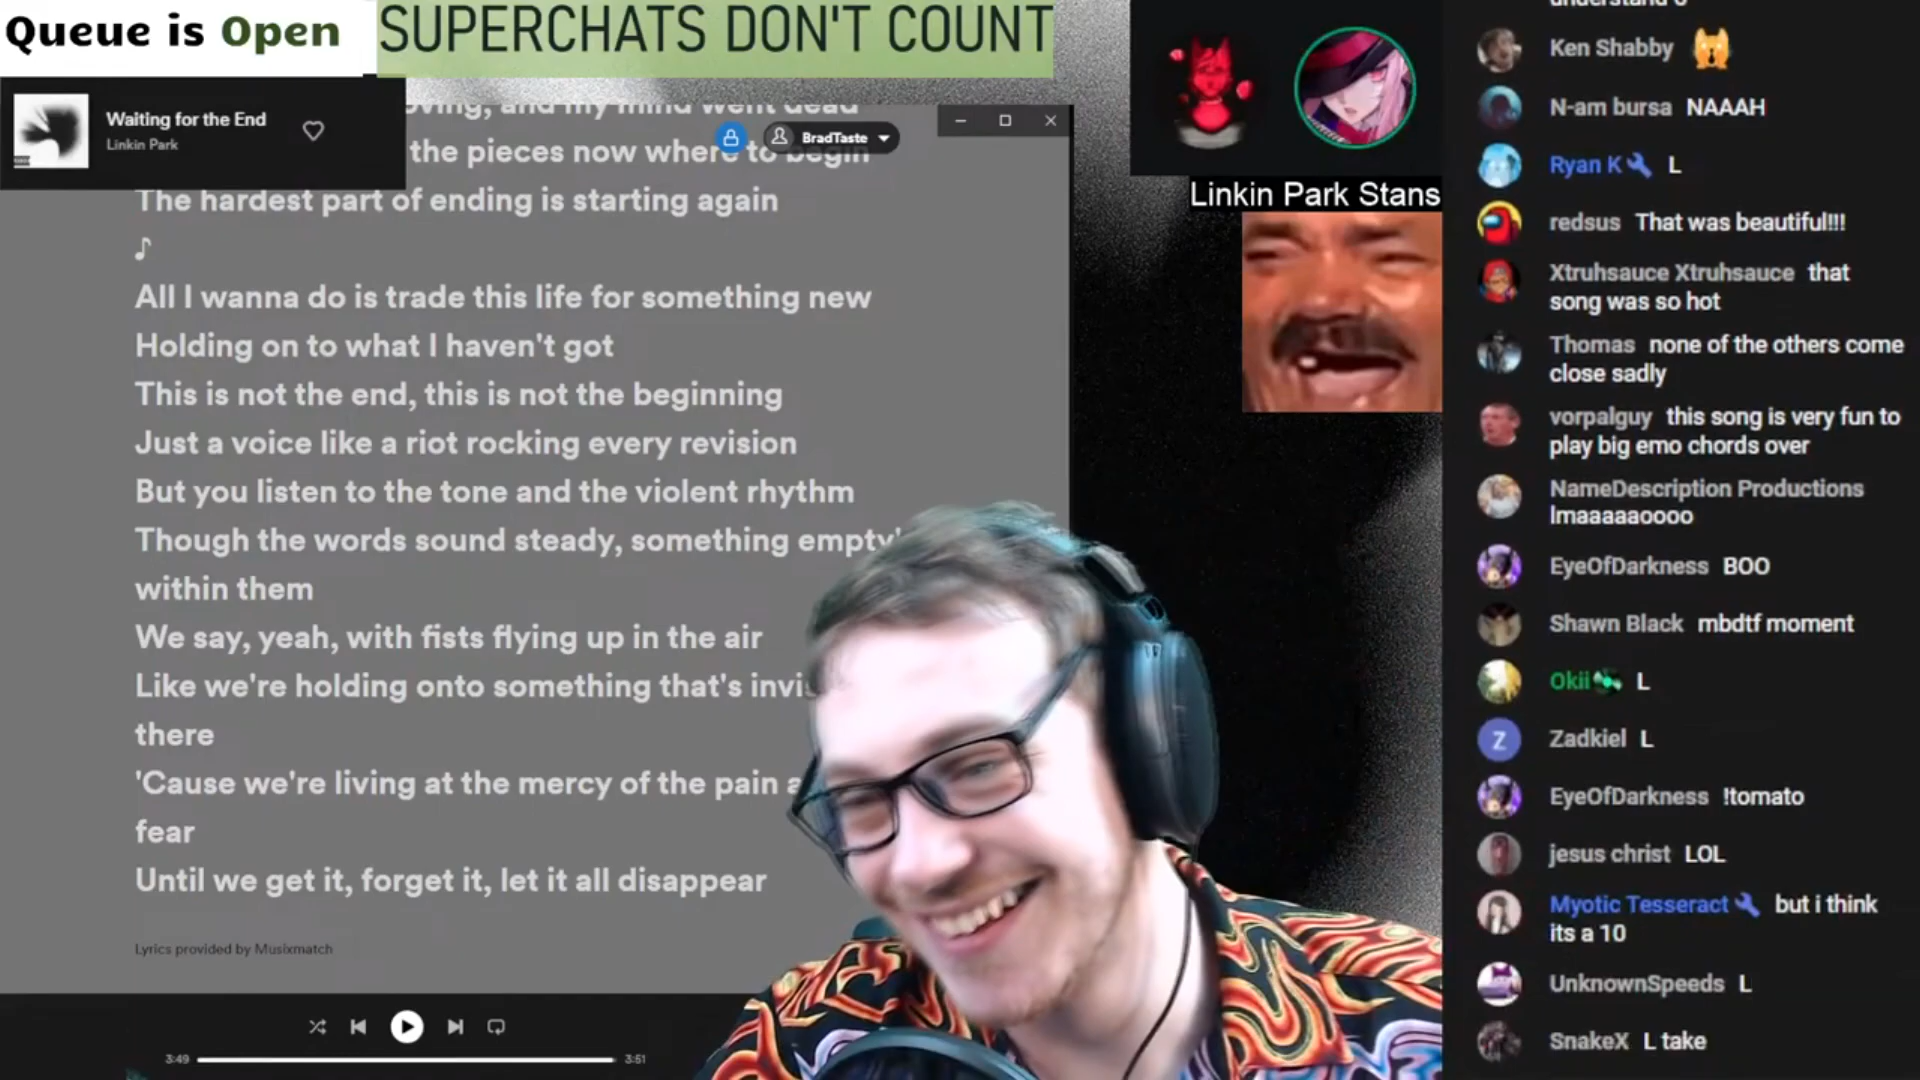 Queue is Open
SUPERCHATS DON'T COUNT
Waiting for the End
Linkin Park
BradTaste
and my mind went dead
the pieces now where to begin
The hardest part of ending is starting again
♪
All I wanna do is trade this life for something new
Holding on to what I haven't got
This is not the end, this is not the beginning
Just a voice like a riot rocking every revision
But you listen to the tone and the violent rhythm
Though the words sound steady, something empty's
within them
We say, yeah, with fists flying up in the air
Like we're holding onto something that's
there
'Cause we're living at the mercy of the pain
fear
Until we get it, forget it, let it all disappear
Lyrics provided by Musixmatch
3:49
3:51
Linkin Park Stans
Ken Shabby
N-am bursa NAAAH
Ryan K L
redsus That was beautiful!!!
Xtruhsauce Xtruhsauce that
song was so hot
Thomas none of the others come
close sadly
vorpalguy this song is very fun to
play big emo chords over
NameDescription Productions
lmaaaaaoooo
EyeOfDarkness BOO
Shawn Black mbdtf moment
Okii L
Z
Zadkiel L
EyeOfDarkness !tomato
jesus christ LOL
Myotic Tesseract but i think
its a 10
UnknownSpeeds L
SnakeX L take